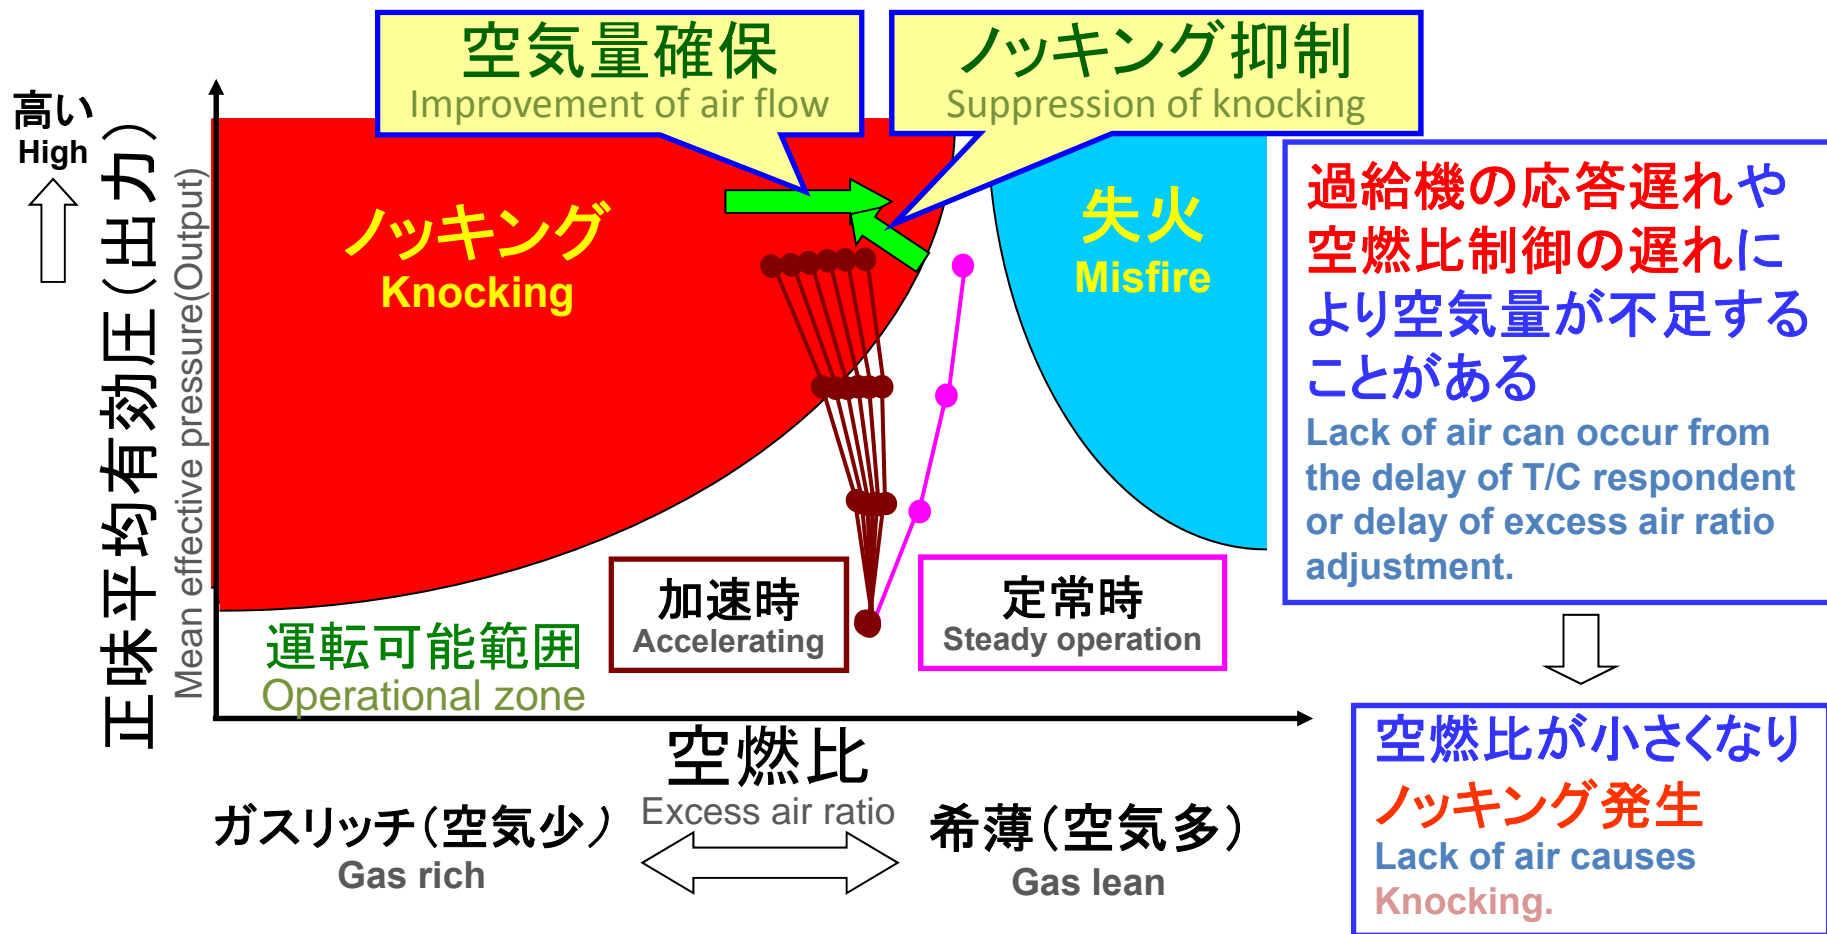 空気量確保
Improvement of air flow
ノッキング抑制
Suppression of knocking
高い
High
正味平均有効圧(出力)
Mean effective pressure(Output)
ノッキング
Knocking
失火
Misfire
過給機の応答遅れや
空燃比制御の遅れに
より空気量が不足する
ことがある
Lack of air can occur from
the delay of T/C respondent
or delay of excess air ratio
adjustment.
加速時
Accelerating
定常時
Steady operation
運転可能範囲
Operational zone
空燃比
Excess air ratio
ガスリッチ(空気少)
Gas rich
希薄(空気多)
Gas lean
空燃比が小さくなり
ノッキング発生
Lack of air causes
Knocking.